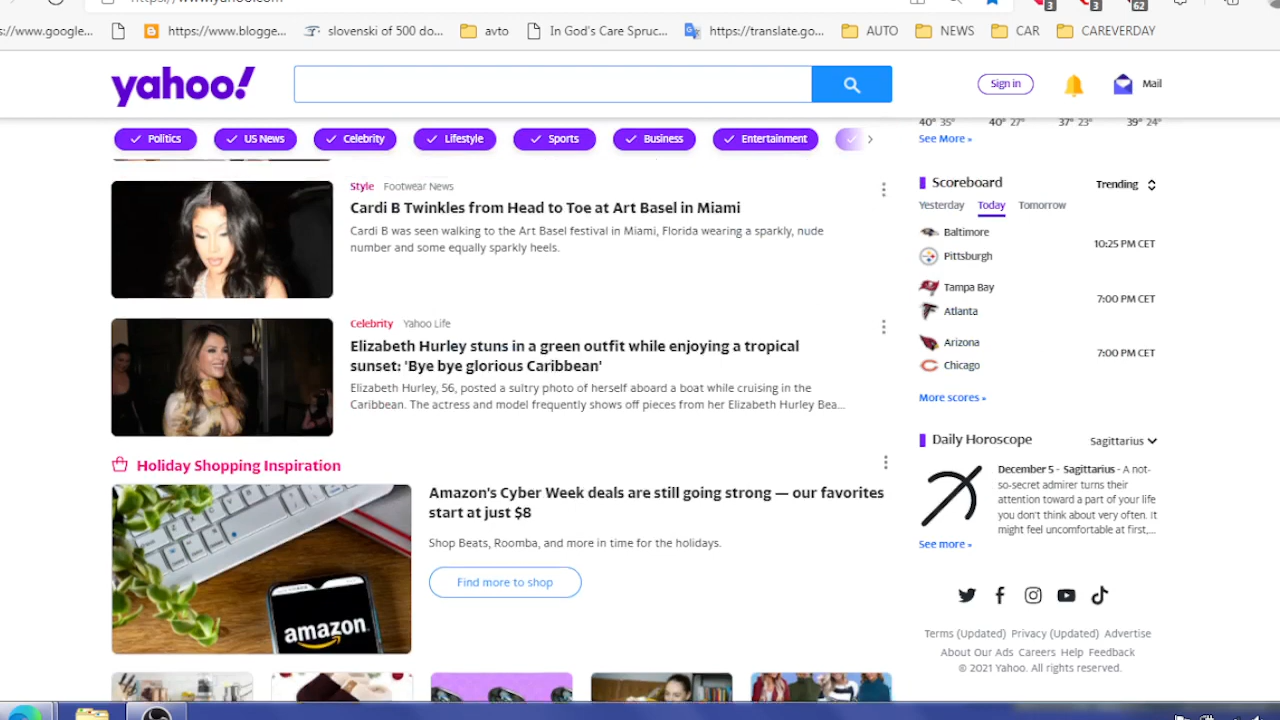 3
3
62
s://www.google...
https://www.blogge...
slovenski of 500 do...
avto
In God's Care Spruc...
https://translate.go...
AUTO
NEWS
CAR
CAREVERDAY
yahoo!
Sign in
Mail
Politics
US News
Celebrity
Lifestyle
Sports
Business
Entertainment
Style Footwear News
Cardi B Twinkles from Head to Toe at Art Basel in Miami
Cardi B was seen walking to the Art Basel festival in Miami, Florida wearing a sparkly, nude
number and some equally sparkly heels.
Celebrity Yahoo Life
Elizabeth Hurley stuns in a green outfit while enjoying a tropical
sunset: 'Bye bye glorious Caribbean'
Elizabeth Hurley, 56, posted a sultry photo of herself aboard a boat while cruising in the
Caribbean. The actress and model frequently shows off pieces from her Elizabeth Hurley Bea...
Holiday Shopping Inspiration
amazon
Amazon's Cyber Week deals are still going strong — our favorites
start at just $8
Shop Beats, Roomba, and more in time for the holidays.
Find more to shop
40° 35° 40° 27° 37° 23° 39° 24°
See More »
Scoreboard
Trending
Yesterday Today Tomorrow
Baltimore
Pittsburgh
10:25 PM CET
Tampa Bay
Atlanta
7:00 PM CET
Arizona
Chicago
7:00 PM CET
More scores »
Daily Horoscope
Sagittarius
December 5 - Sagittarius - A not-
so-secret admirer turns their
attention toward a part of your life
you don't think about very often. It
might feel uncomfortable at first,...
See more »
Terms (Updated) Privacy (Updated) Advertise
About Our Ads Careers Help Feedback
© 2021 Yahoo. All rights reserved.